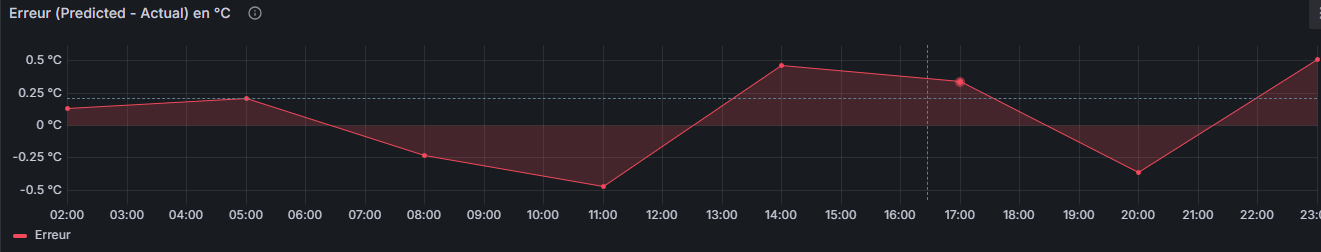 Erreur (Predicted - Actual) en °C
0.5 °C
0.25 °C
0 °C
-0.25 °C
-0.5 °C
02:00 03:00 04:00 05:00 06:00 07:00 08:00 09:00 10:00 11:00 12:00 13:00 14:00 15:00 16:00 17:00 18:00 19:00 20:00 21:00 22:00 23:0
Erreur